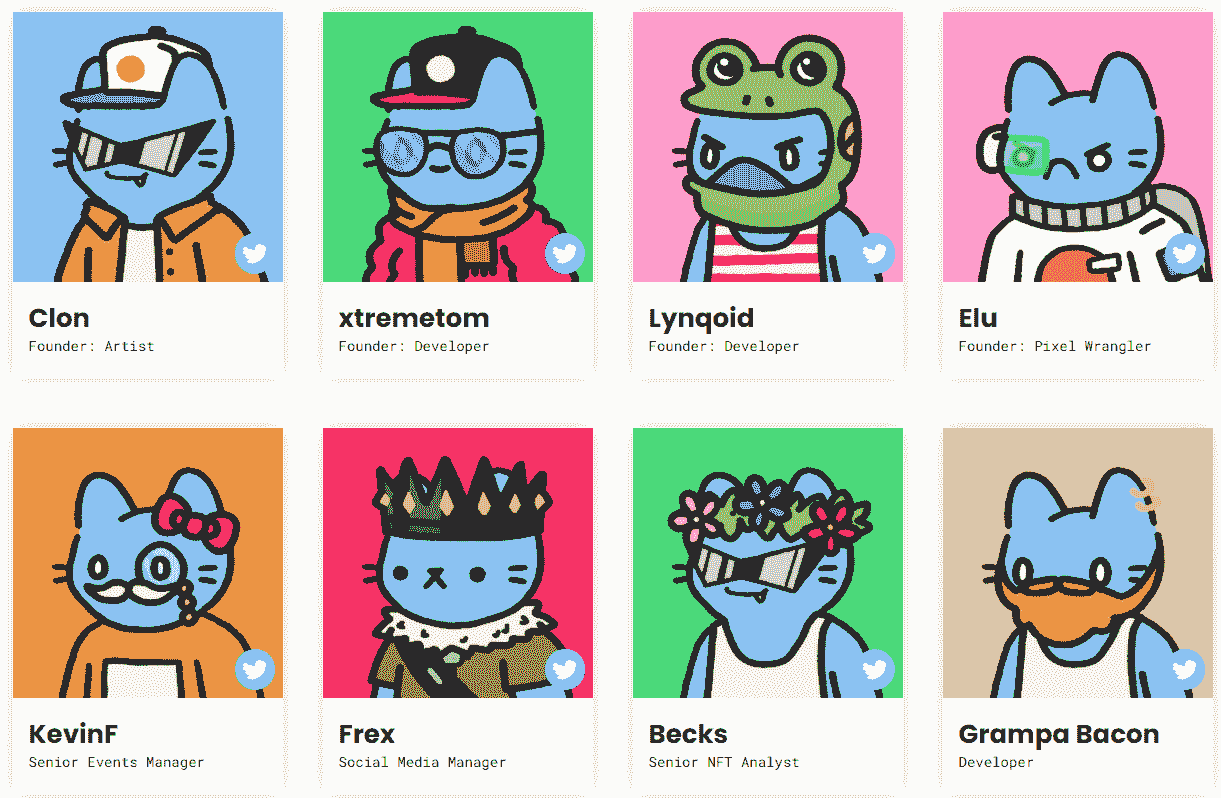 Clon
Founder: Artist
xtremetom
Founder: Developer
Lynqoid
Founder: Developer
Elu
Founder: Pixel Wrangler
KevinF
Senior Events Manager
Frex
Social Media Manager
Becks
Senior NFT Analyst
Grampa Bacon
Developer